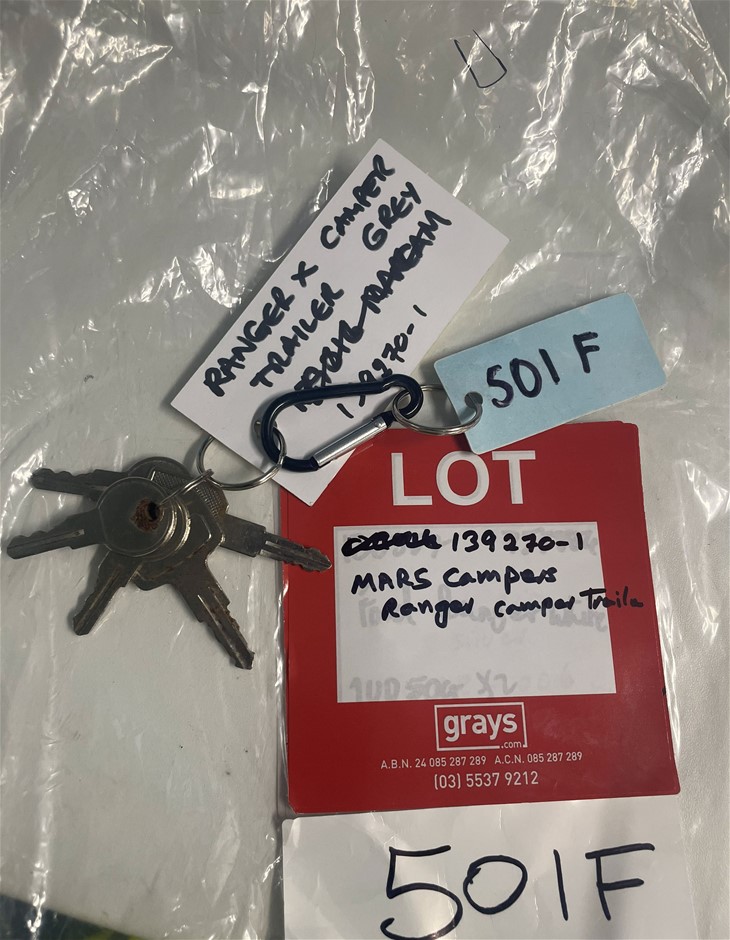 RANGER X CAMPER
TRAILER GREY
139270-1
501 F
LOT
139270-1
MARS Campers
Ranger camper Traile
grays
.com
A.B.N. 24 085 287 289 A.C.N. 085 287 289
(03) 5537 9212
501F